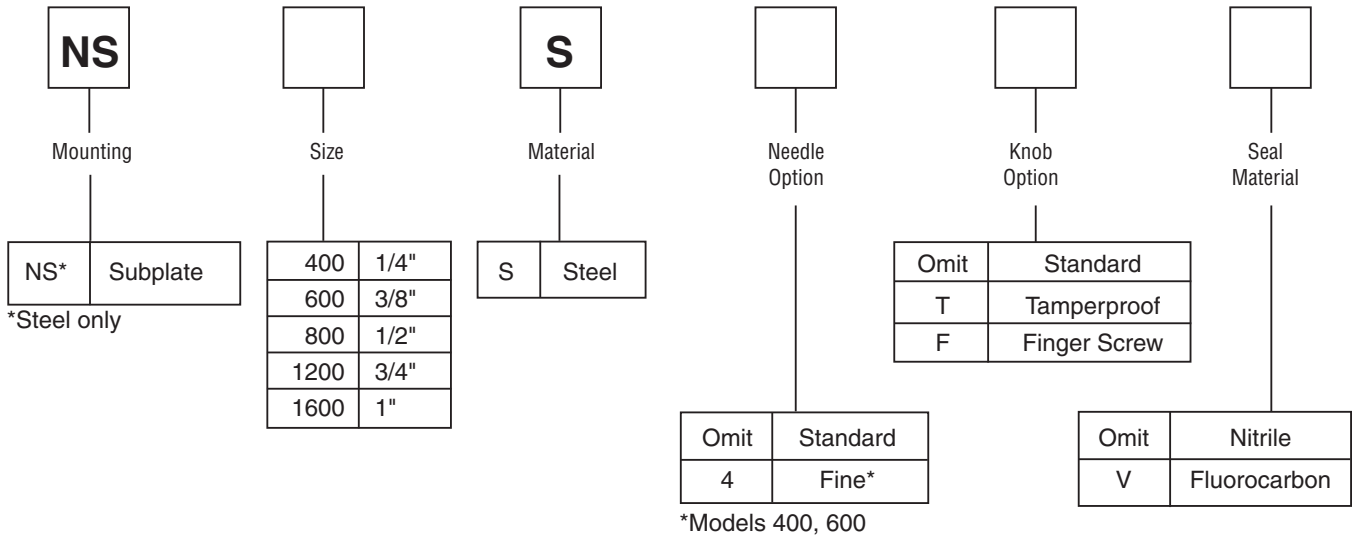 NS S
Mounting Size Material Needle Option Knob Option Seal Material
NS* Subplate
*Steel only
400 1/4"
600 3/8"
800 1/2"
1200 3/4"
1600 1"
S Steel
Omit Standard
4 Fine*
*Models 400, 600
Omit Standard
T Tamperproof
F Finger Screw
Omit Nitrile
V Fluorocarbon